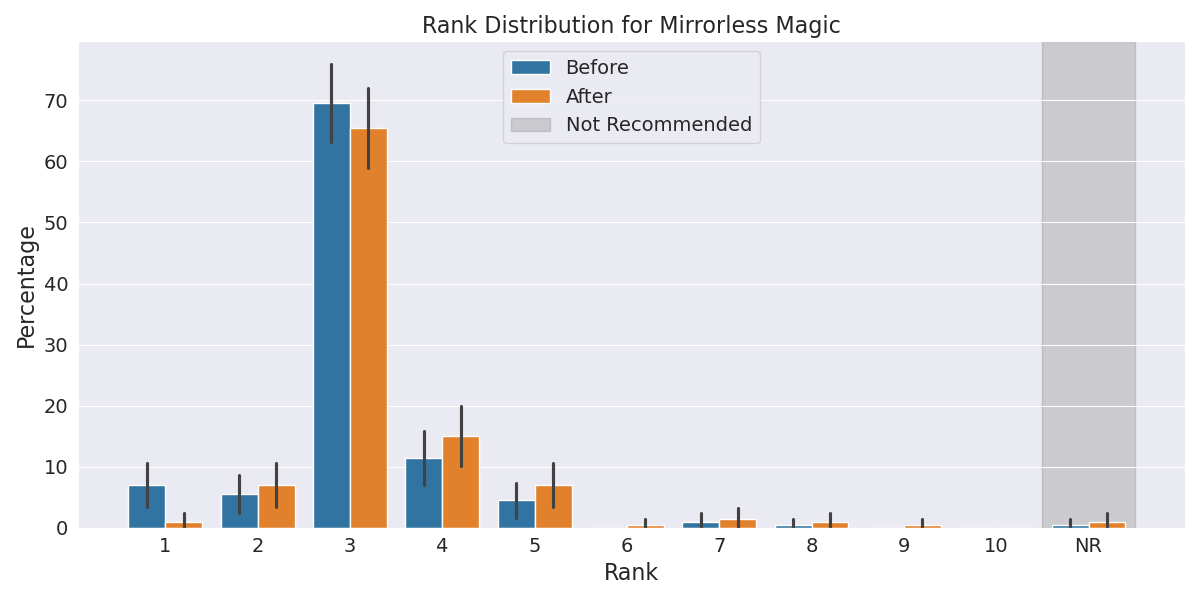 Rank Distribution for Mirrorless Magic
Before
After
Not Recommended
Percentage
70
60
50
40
30
20
10
0
1 2 3 4 5 6 7 8 9 10 NR
Rank